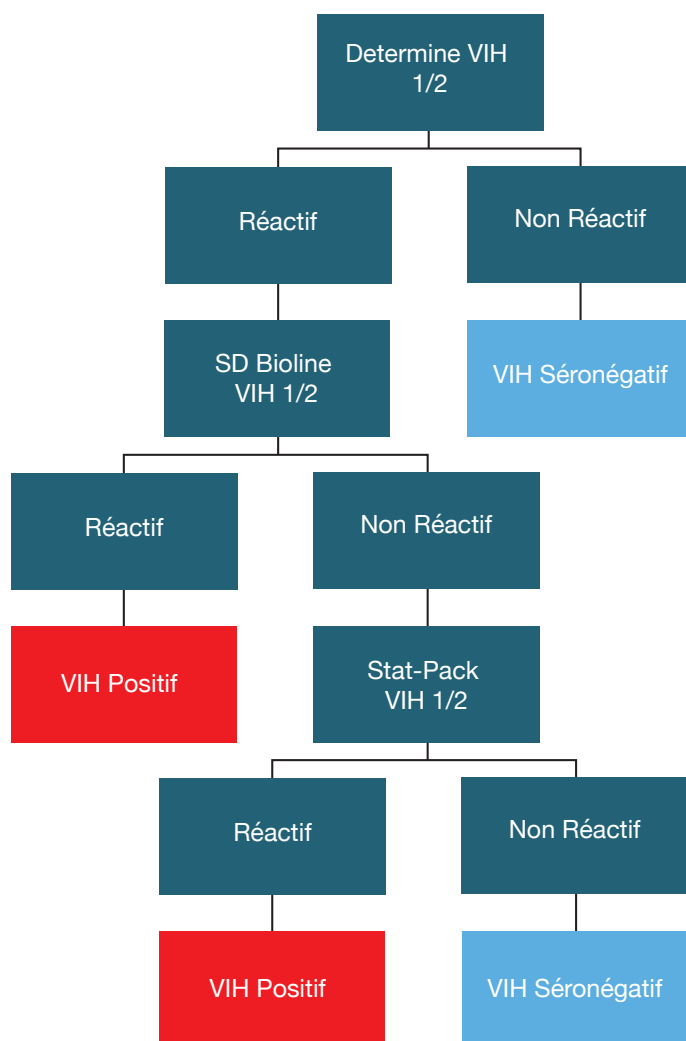 Determine VIH
1/2
Réactif
Non Réactif
SD Bioline
VIH 1/2
VIH Séronégatif
Réactif
Non Réactif
VIH Positif
Stat-Pack
VIH 1/2
Réactif
Non Réactif
VIH Positif
VIH Séronégatif